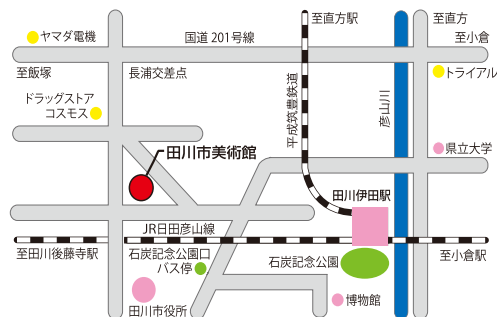 至直方駅
至直方
ヤマダ電機
国道 201号線
至小倉
至飯塚
長浦交差点
トライアル
ドラッグストア
コスモス
平成筑豊鉄道
彦山川
県立大学
田川市美術館
田川伊田駅
JR日田彦山線
至田川後藤寺駅
石炭記念公園口
バス停
石炭記念公園
至小倉駅
田川市役所
博物館